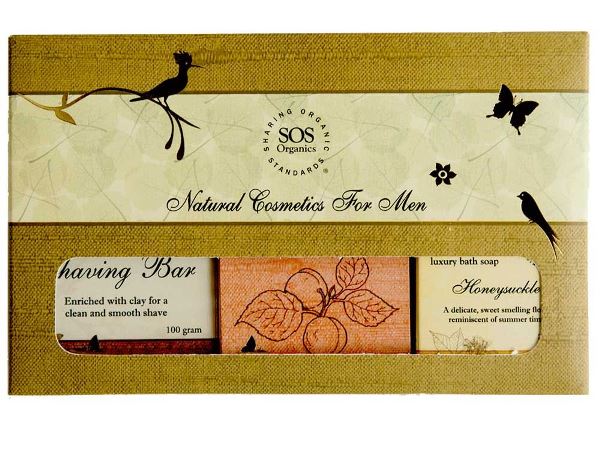 SHARING ORGANIC
SOS
Organics
STANDARDS ®
Natural Cosmetics For Men
having Bar
Enriched with clay for a
clean and smooth shave
100 gram
luxury bath soap
Honeysuckle
A delicate, sweet smelling flo
reminiscent of summer tim